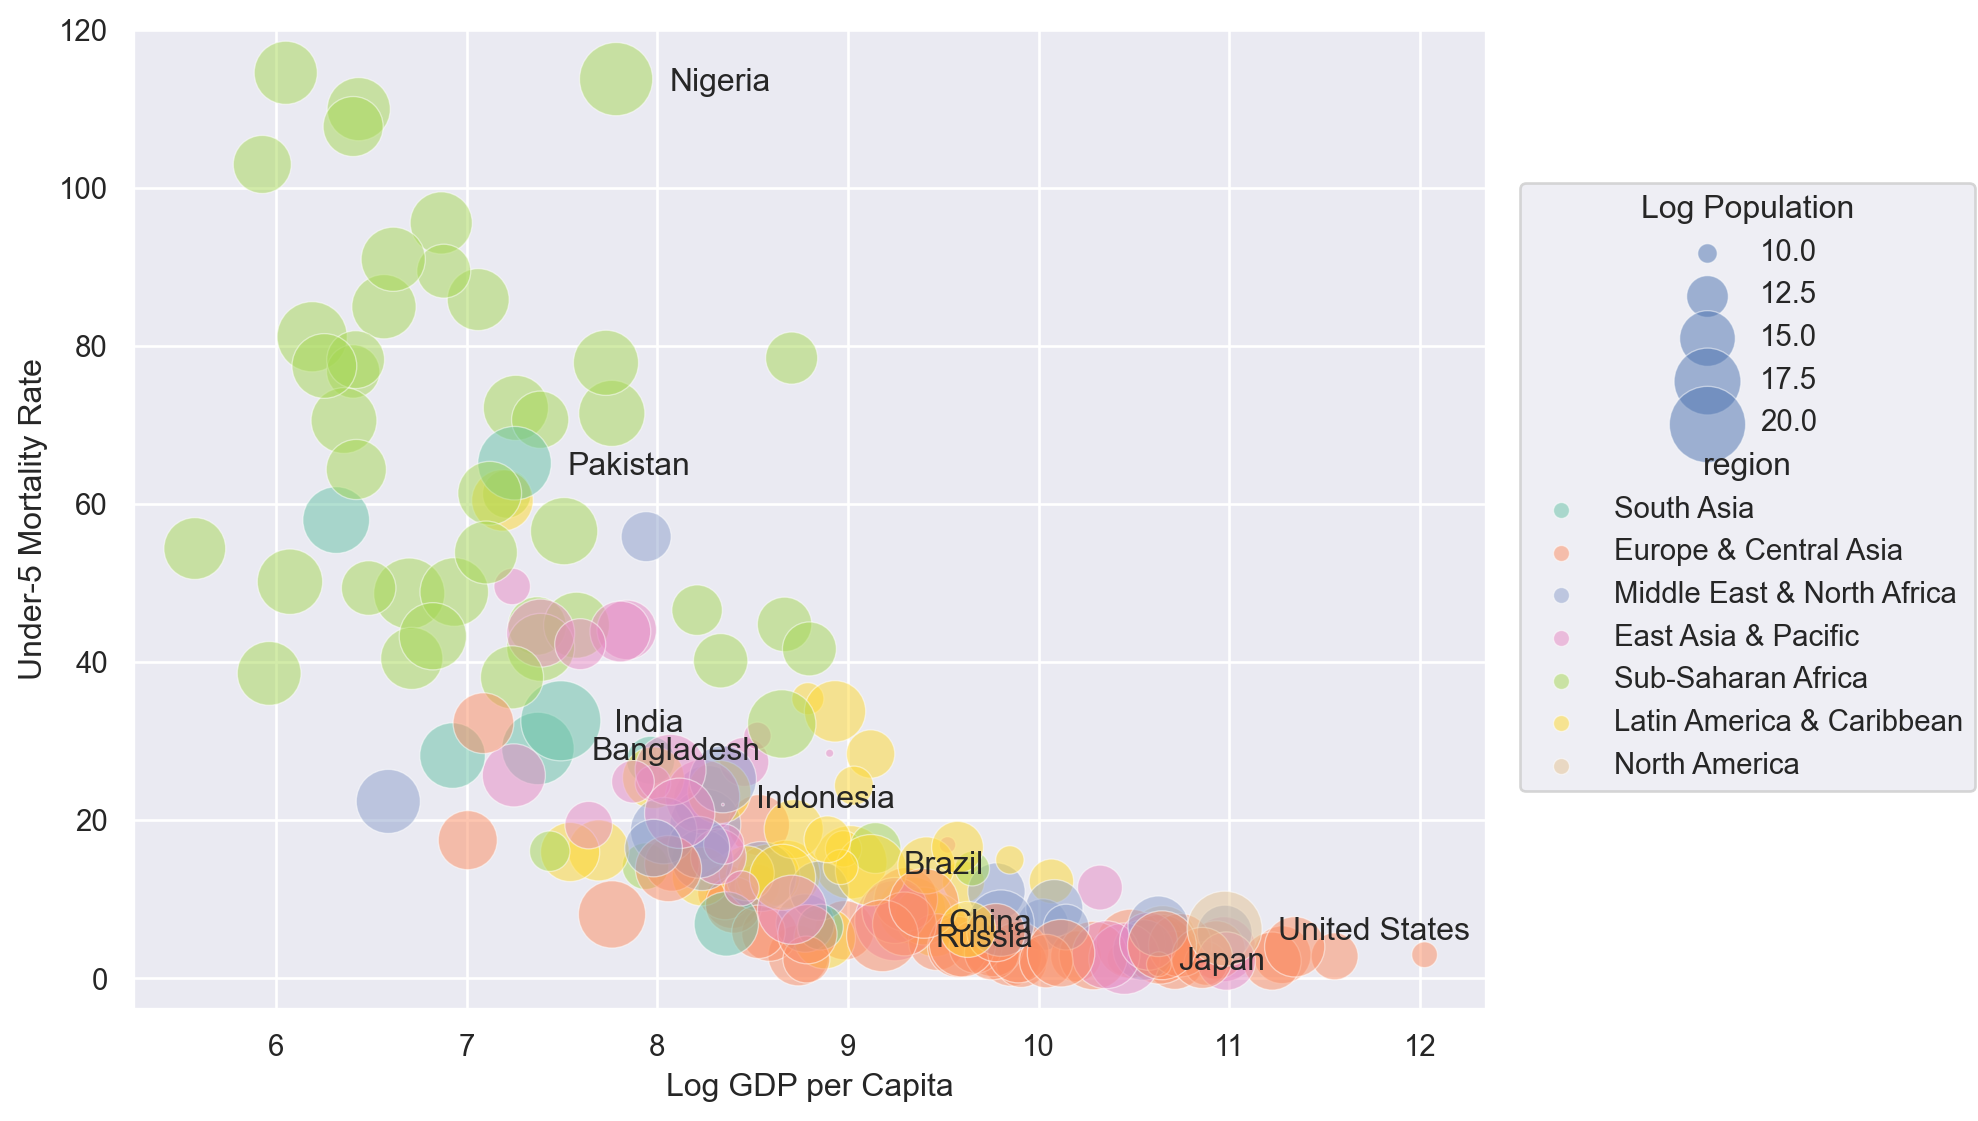 120
100
80
60
40
20
0
Under-5 Mortality Rate
Nigeria
Pakistan
India
Bangladesh
Indonesia
Brazil
China
Russia
United States
Japan
6 7 8 9 10 11 12
Log GDP per Capita
Log Population
10.0
12.5
15.0
17.5
20.0
region
South Asia
Europe & Central Asia
Middle East & North Africa
East Asia & Pacific
Sub-Saharan Africa
Latin America & Caribbean
North America